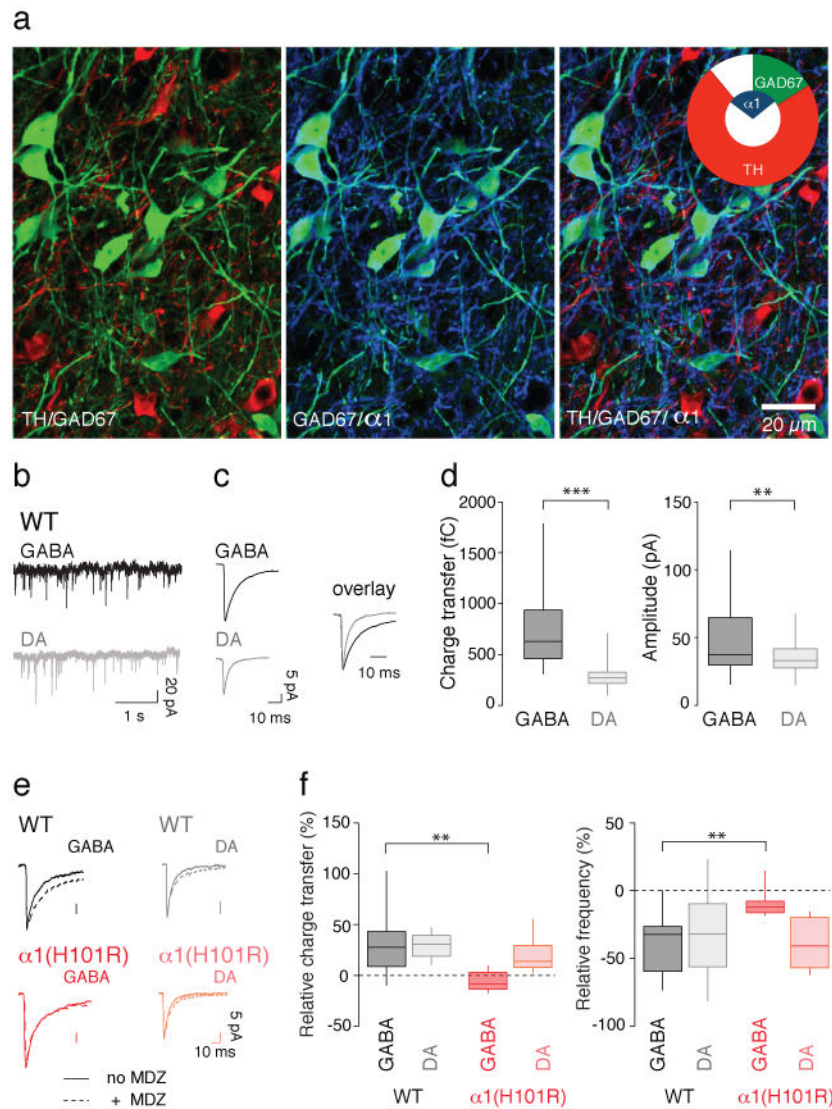 a
GAD67
α1
TH
TH/GAD67
GAD67/α1
TH/GAD67/ α1
20 µm
b
WT
GABA
DA
1 s
20 pA
c
GABA
DA
overlay
10 ms
5 pA
10 ms
d
Charge transfer (fC)
2000
1500
1000
500
0
***
GABA
DA
Amplitude (pA)
150
100
50
0
**
GABA
DA
e
WT
GABA
WT
DA
α1(H101R)
GABA
α1(H101R)
DA
5 pA
10 ms
no MDZ
+ MDZ
f
Relative charge transfer (%)
150
100
50
0
-50
**
GABA
DA
GABA
DA
WT
α1(H101R)
Relative frequency (%)
50
0
-50
-100
**
GABA
DA
GABA
DA
WT
α1(H101R)